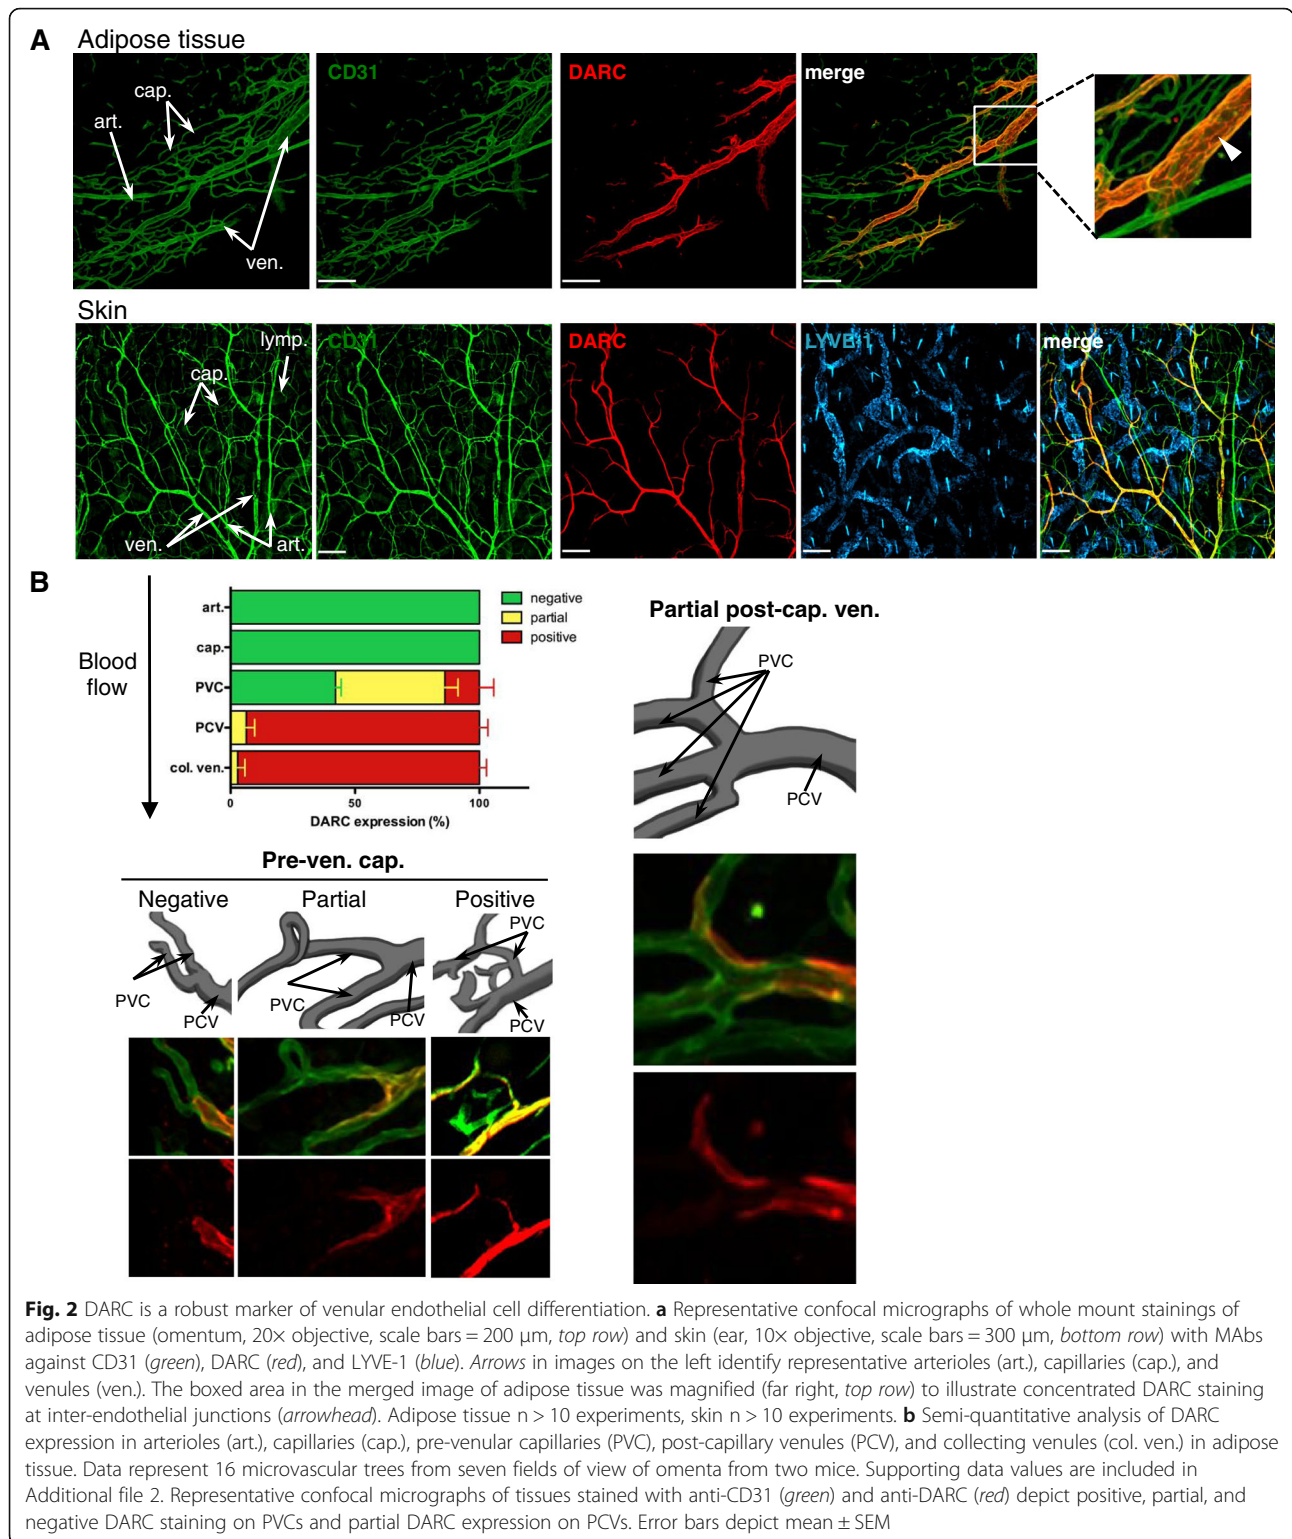 A
Adipose tissue
cap.
art.
ven.
CD31
DARC
merge
Skin
lymp.
cap.
ven.
art.
CD31
DARC
LYVE-1
merge
B
Blood
flow
art.
cap.
PVC
PCV
col. ven.
0
50
100
DARC expression (%)
negative
partial
positive
Partial post-cap. ven.
PVC
PCV
Pre-ven. cap.
Negative
Partial
Positive
PVC
PCV
PVC
PCV
PVC
PCV
Fig. 2 DARC is a robust marker of venular endothelial cell differentiation. a Representative confocal micrographs of whole mount stainings of
adipose tissue (omentum, 20× objective, scale bars = 200 μm, top row) and skin (ear, 10× objective, scale bars = 300 μm, bottom row) with MAbs
against CD31 (green), DARC (red), and LYVE-1 (blue). Arrows in images on the left identify representative arterioles (art.), capillaries (cap.), and
venules (ven.). The boxed area in the merged image of adipose tissue was magnified (far right, top row) to illustrate concentrated DARC staining
at inter-endothelial junctions (arrowhead). Adipose tissue n > 10 experiments, skin n > 10 experiments. b Semi-quantitative analysis of DARC
expression in arterioles (art.), capillaries (cap.), pre-venular capillaries (PVC), post-capillary venules (PCV), and collecting venules (col. ven.) in adipose
tissue. Data represent 16 microvascular trees from seven fields of view of omenta from two mice. Supporting data values are included in
Additional file 2. Representative confocal micrographs of tissues stained with anti-CD31 (green) and anti-DARC (red) depict positive, partial, and
negative DARC staining on PVCs and partial DARC expression on PCVs. Error bars depict mean ± SEM